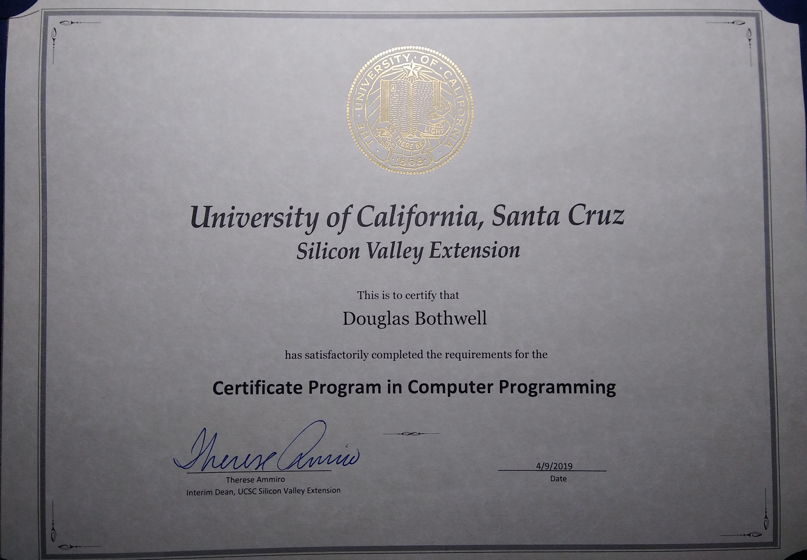 THE · UNIVERSITY · OF · CALIFORNIA ·
LET THERE BE LIGHT
1868
University of California, Santa Cruz
Silicon Valley Extension
This is to certify that
Douglas Bothwell
has satisfactorily completed the requirements for the
Certificate Program in Computer Programming
Therese Ammiro
4/9/2019
Therese Ammiro
Date
Interim Dean, UCSC Silicon Valley Extension